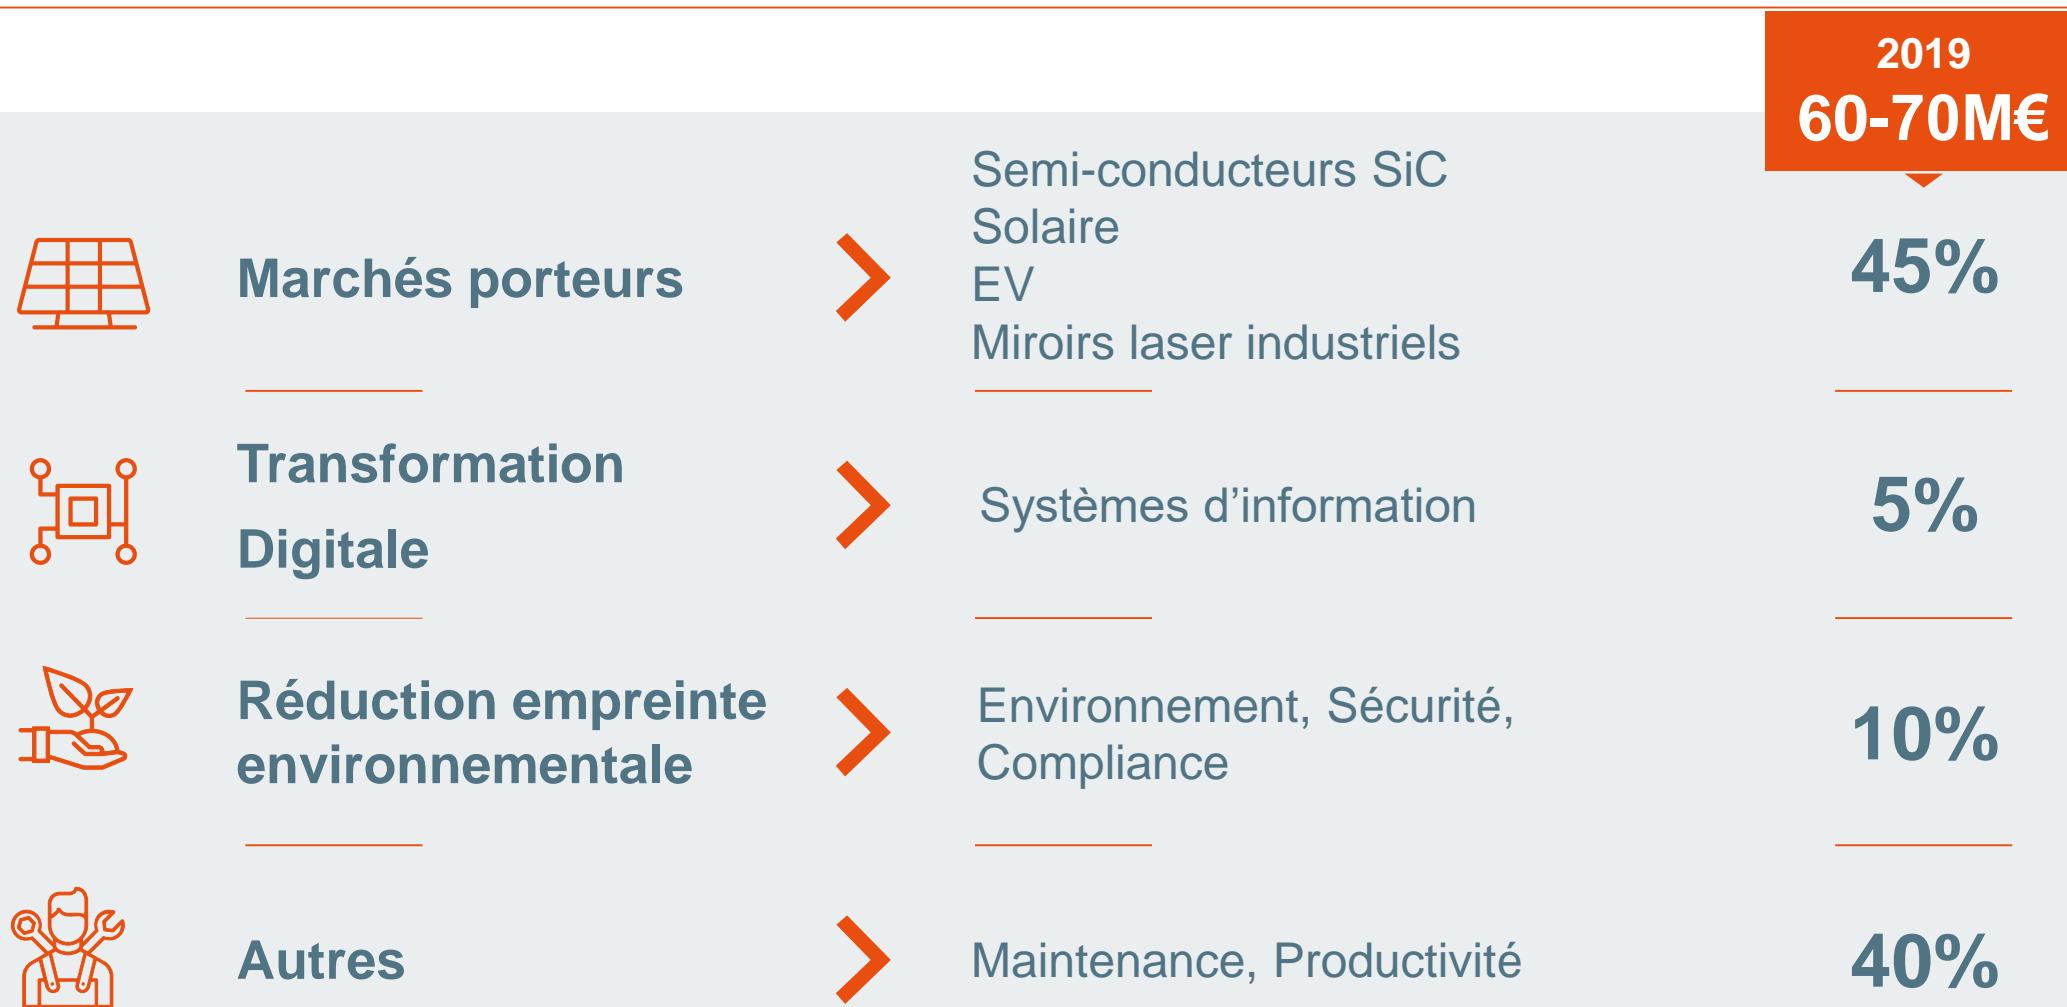 2019
60-70M€
Marchés porteurs
Semi-conducteurs SiC
Solaire
EV
Miroirs laser industriels
45%
Transformation
Digitale
Systèmes d’information
5%
Réduction empreinte
environnementale
Environnement, Sécurité,
Compliance
10%
Autres
Maintenance, Productivité
40%